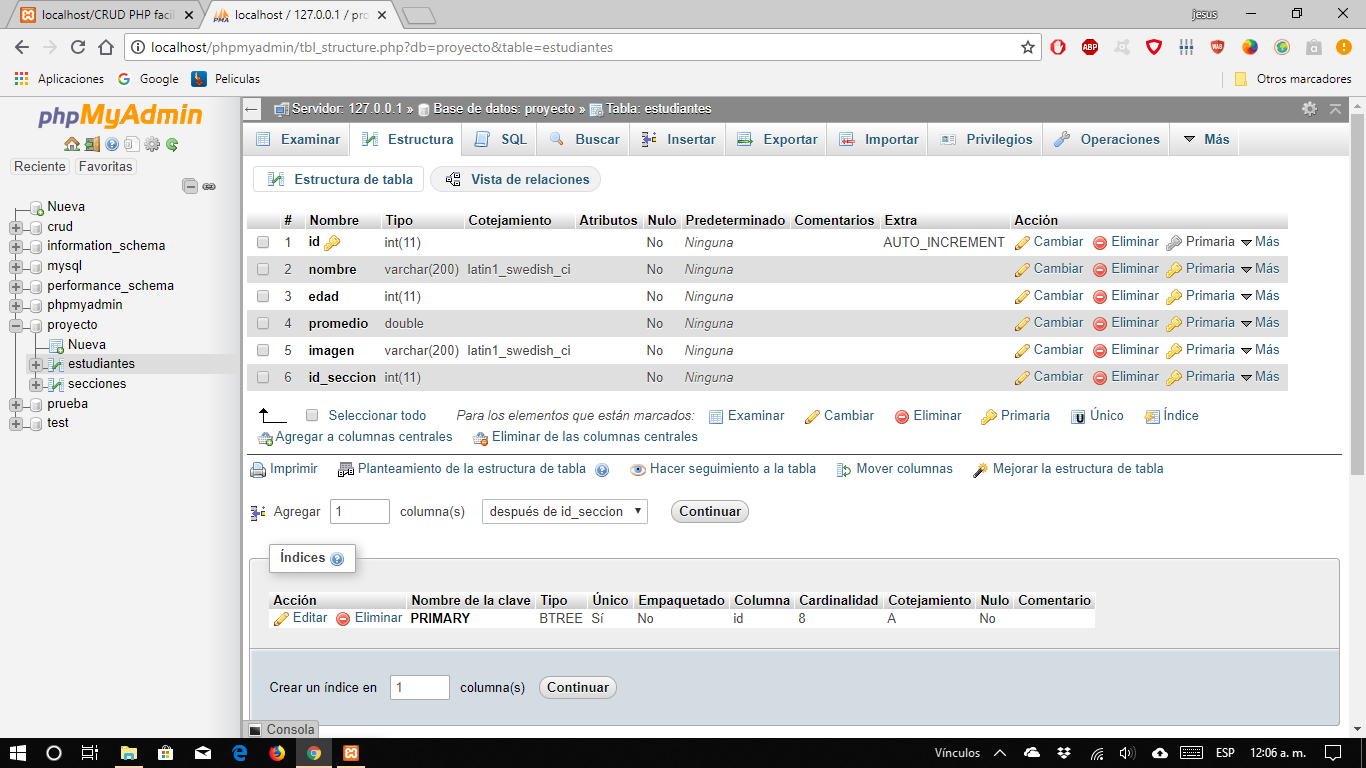 localhost/CRUD PHP facil
localhost / 127.0.0.1 / pro
jesus
localhost/phpmyadmin/tbl_structure.php?db=proyecto&table=estudiantes
ABP
Aplicaciones Google Peliculas Otros marcadores
phpMyAdmin
Reciente Favoritas
Nueva
crud
information_schema
mysql
performance_schema
phpmyadmin
proyecto
Nueva
estudiantes
secciones
prueba
test
Servidor: 127.0.0.1 » Base de datos: proyecto » Tabla: estudiantes
Examinar Estructura SQL Buscar Insertar Exportar Importar Privilegios Operaciones Más
Estructura de tabla Vista de relaciones
# Nombre Tipo Cotejamiento Atributos Nulo Predeterminado Comentarios Extra Acción
1 id int(11) No Ninguna AUTO_INCREMENT Cambiar Eliminar Primaria Más
2 nombre varchar(200) latin1_swedish_ci No Ninguna Cambiar Eliminar Primaria Más
3 edad int(11) No Ninguna Cambiar Eliminar Primaria Más
4 promedio double No Ninguna Cambiar Eliminar Primaria Más
5 imagen varchar(200) latin1_swedish_ci No Ninguna Cambiar Eliminar Primaria Más
6 id_seccion int(11) No Ninguna Cambiar Eliminar Primaria Más
Seleccionar todo Para los elementos que están marcados: Examinar Cambiar Eliminar Primaria Único Índice
Agregar a columnas centrales Eliminar de las columnas centrales
Imprimir Planteamiento de la estructura de tabla Hacer seguimiento a la tabla Mover columnas Mejorar la estructura de tabla
Agregar 1 columna(s) después de id_seccion Continuar
Índices
Acción Nombre de la clave Tipo Único Empaquetado Columna Cardinalidad Cotejamiento Nulo Comentario
Editar Eliminar PRIMARY BTREE Sí No id 8 A No
Crear un índice en 1 columna(s) Continuar
Consola
Vínculos ESP 12:06 a. m.